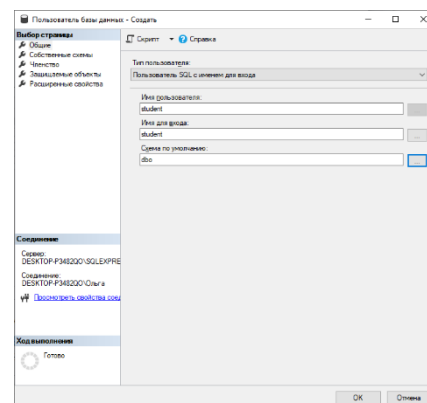 Пользователь базы данных - Создать
Выбор страницы
Общие
Собственные схемы
Членство
Защищаемые объекты
Расширенные свойства
Скрипт
Справка
Тип пользователя:
Пользователь SQL с именем для входа
Имя пользователя:
student
Имя для входа:
student
...
Схема по умолчанию:
dbo
...
Соединение
Сервер:
DESKTOP-P3482QO\SQLEXPRE
Соединение:
DESKTOP-P3482QO\Ольга
Просмотреть свойства соед
Ход выполнения
Готово
OK
Отмена